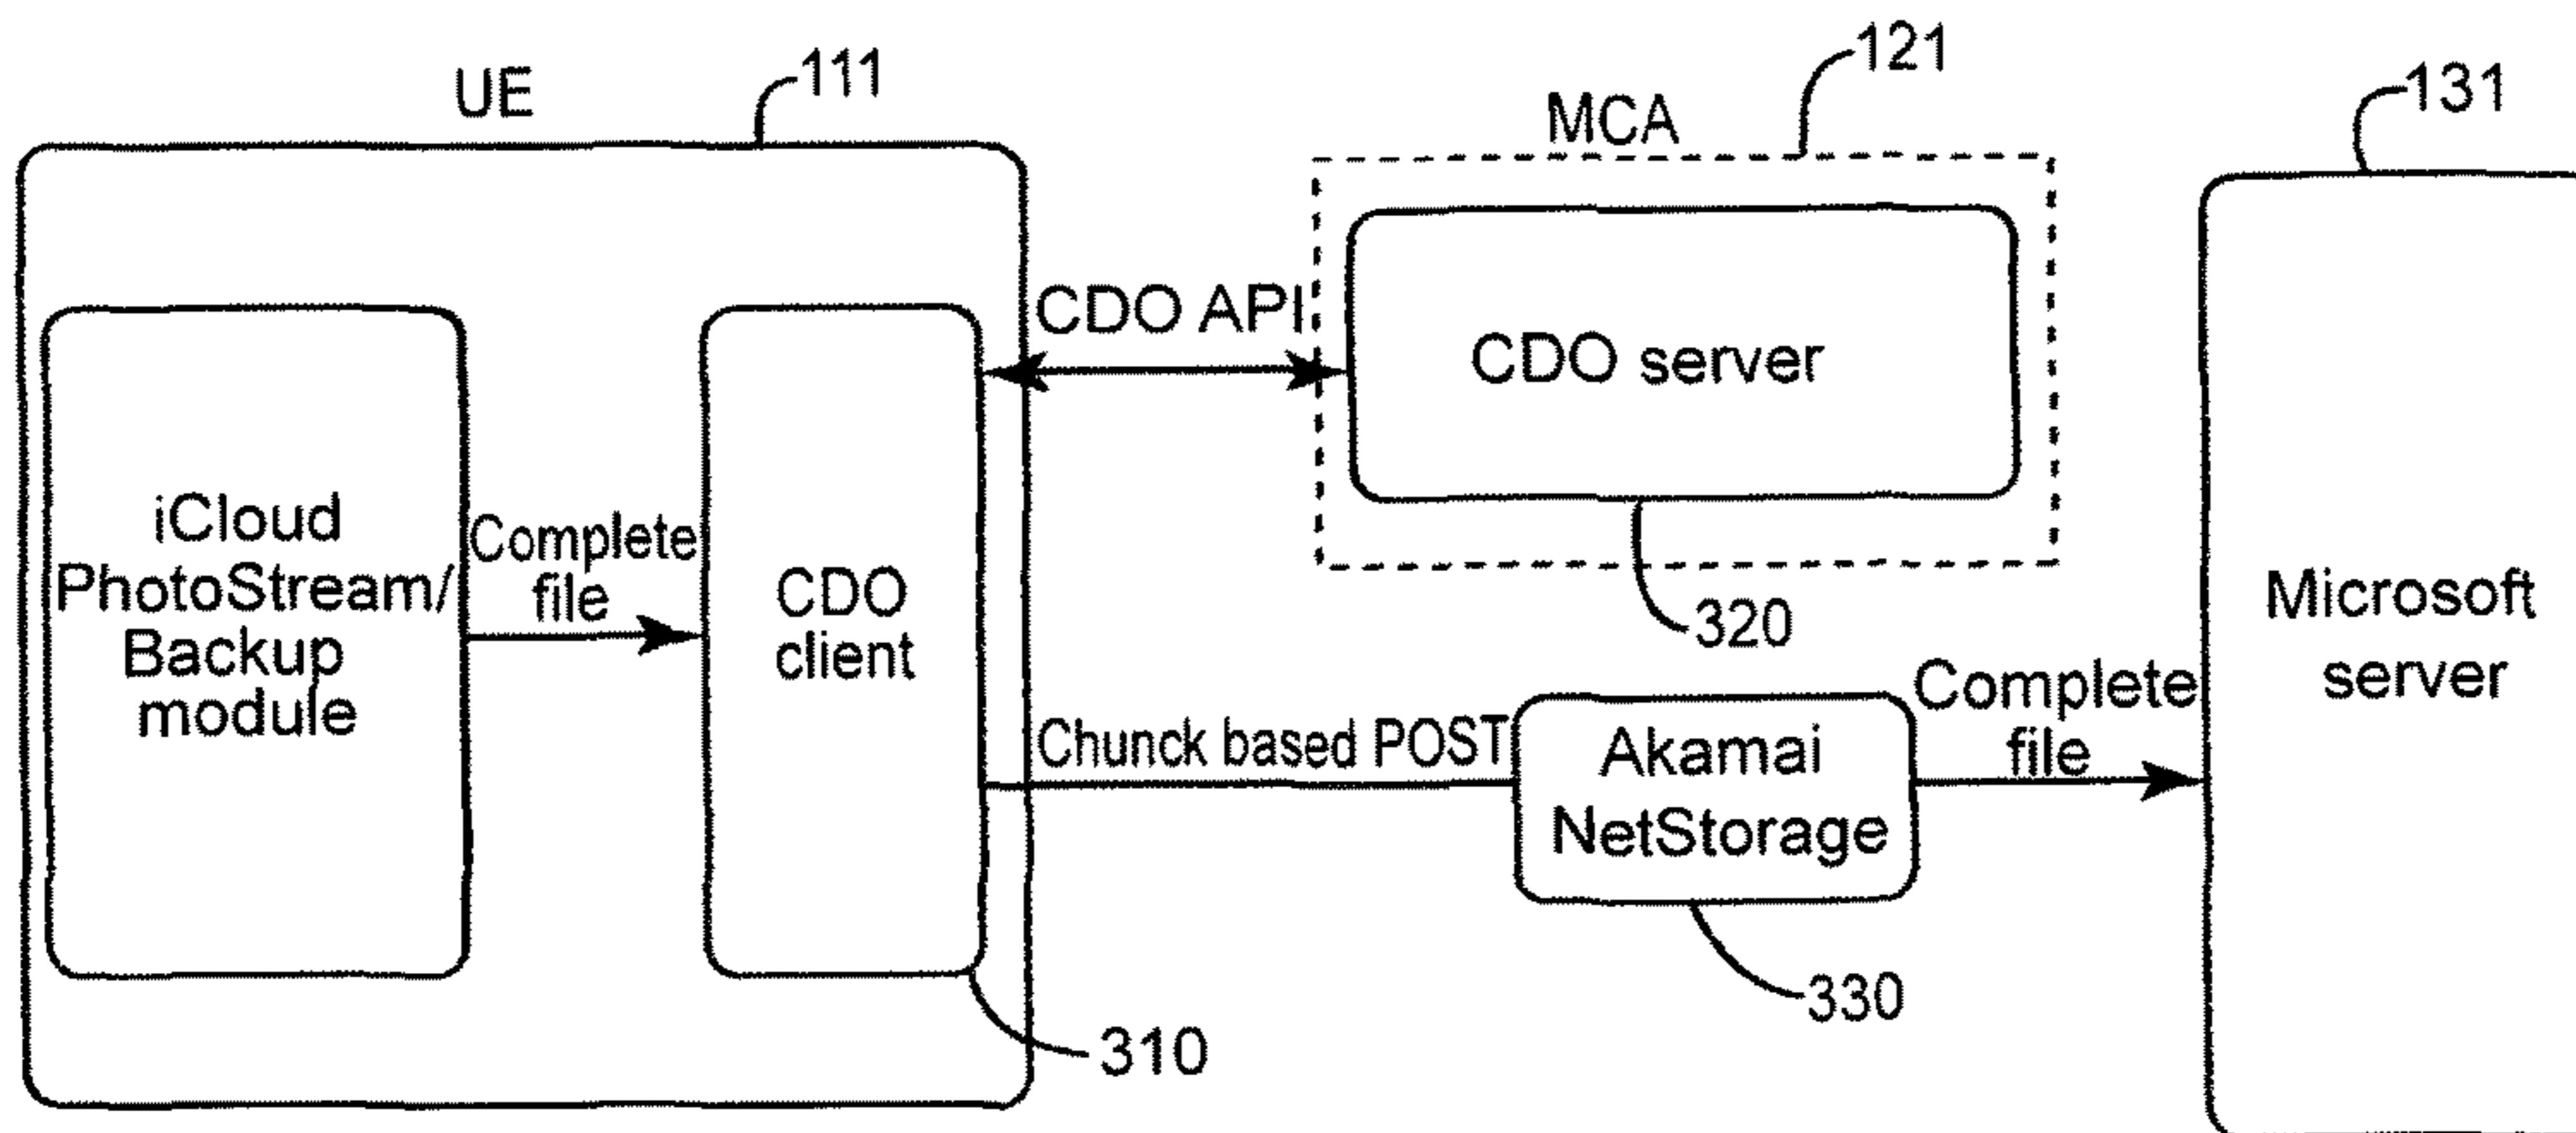 UE
111
MCA
121
131
CDO API
CDO server
320
iCloud
PhotoStream/
Backup
module
Complete
file
CDO
client
310
Chunck based POST
Akamai
NetStorage
330
Complete
file
Microsoft
server